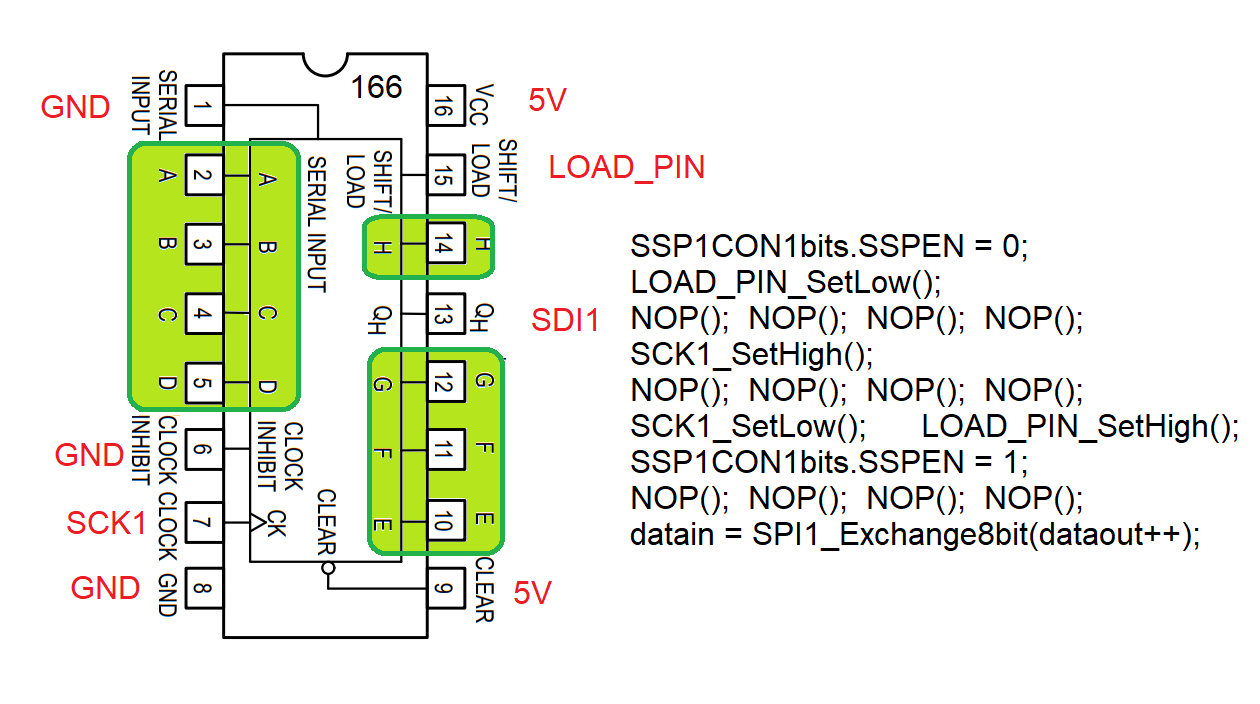 166
GND
SERIAL
INPUT
1
A
2
A
B
3
B
C
4
C
D
5
D
GND
CLOCK
INHIBIT
6
CLOCK
INHIBIT
SCK1
CLOCK
7
CK
GND
GND
8
SERIAL INPUT
SHIFT/
LOAD
CLEAR
16
VCC
5V
15
SHIFT/
LOAD
LOAD_PIN
H
14
H
QH
13
QH
SDI1
G
12
G
F
11
F
E
10
E
9
CLEAR
5V
SSP1CON1bits.SSPEN = 0;
LOAD_PIN_SetLow();
NOP(); NOP(); NOP(); NOP();
SCK1_SetHigh();
NOP(); NOP(); NOP(); NOP();
SCK1_SetLow(); LOAD_PIN_SetHigh();
SSP1CON1bits.SSPEN = 1;
NOP(); NOP(); NOP(); NOP();
datain = SPI1_Exchange8bit(dataout++);